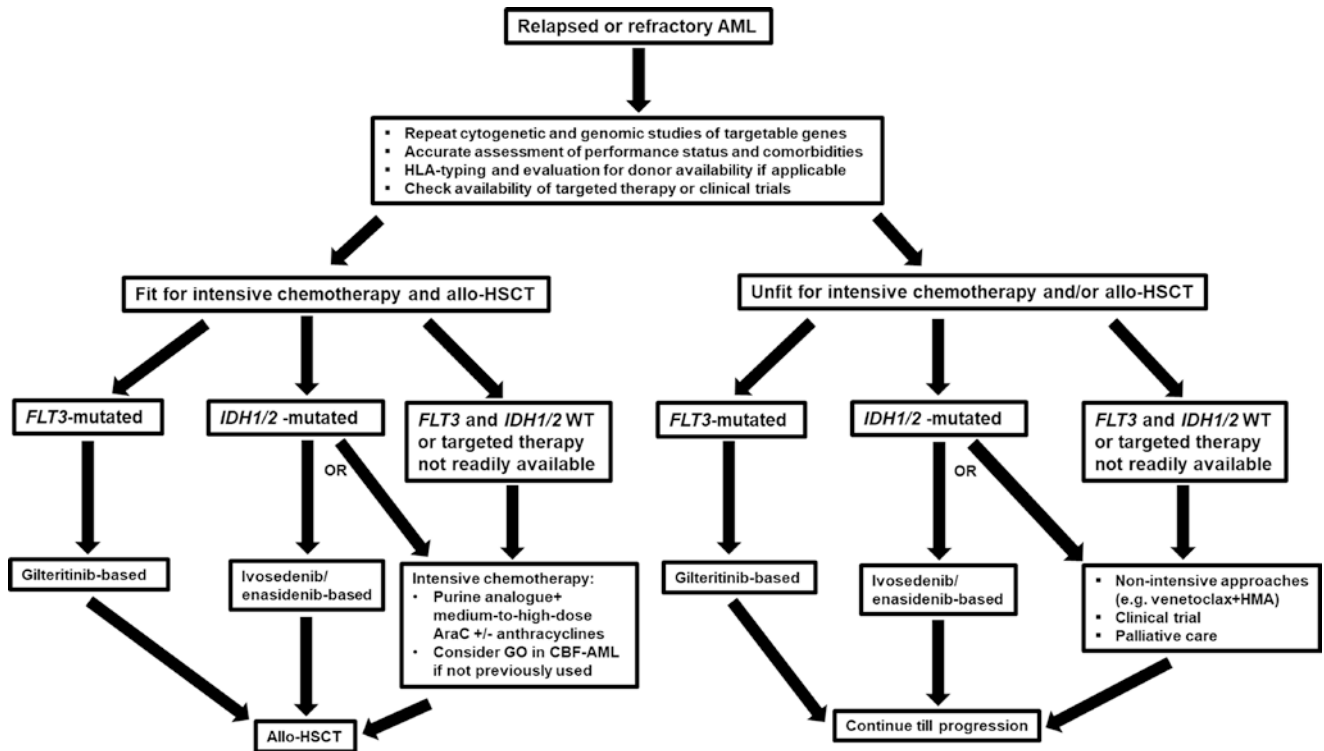 Relapsed or refractory AML
▪ Repeat cytogenetic and genomic studies of targetable genes
▪ Accurate assessment of performance status and comorbidities
▪ HLA-typing and evaluation for donor availability if applicable
▪ Check availability of targeted therapy or clinical trials
Fit for intensive chemotherapy and allo-HSCT
Unfit for intensive chemotherapy and/or allo-HSCT
FLT3-mutated
IDH1/2 -mutated
FLT3 and IDH1/2 WT
or targeted therapy
not readily available
OR
Gilteritinib-based
Ivosedenib/
enasidenib-based
Intensive chemotherapy:
• Purine analogue+
medium-to-high-dose
AraC +/- anthracyclines
• Consider GO in CBF-AML
if not previously used
Allo-HSCT
FLT3-mutated
IDH1/2 -mutated
FLT3 and IDH1/2 WT
or targeted therapy
not readily available
OR
Gilteritinib-based
Ivosedenib/
enasidenib-based
▪ Non-intensive approaches
(e.g. venetoclax+HMA)
▪ Clinical trial
▪ Palliative care
Continue till progression